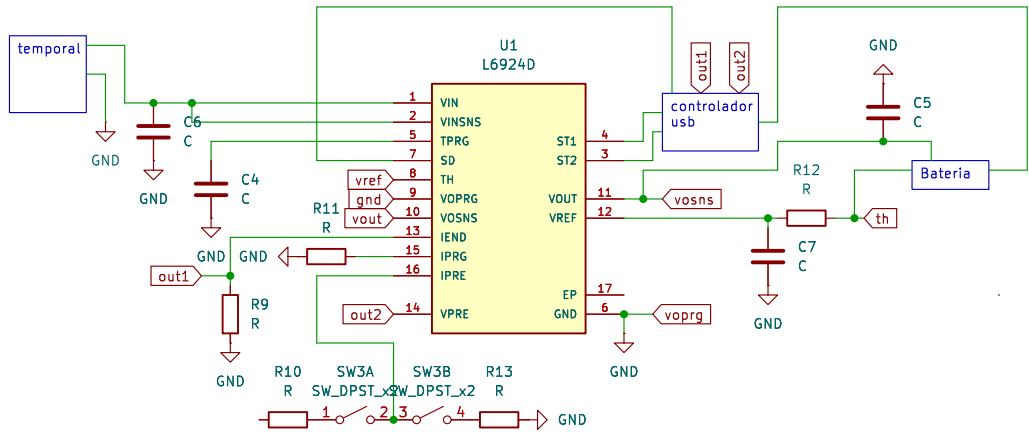 temporal
GND
C6
C
GND
C4
C
GND
U1
L6924D
1
VIN
2
VINSNS
5
TPRG
7
SD
8
TH
9
VOPRG
10
VOSNS
13
IEND
15
IPRG
16
IPRE
14
VPRE
ST1
4
ST2
3
VOUT
11
VREF
12
EP
17
GND
6
vref
gnd
vout
R11
R
GND
out1
R9
R
GND
out2
out1
out2
controlador
usb
GND
C5
C
Bateria
R12
R
vosns
th
C7
C
GND
voprg
GND
R10
R
SW3A
SW_DPST_x2
SW3B
SW_DPST_x2
R13
R
1
2
3
4
GND